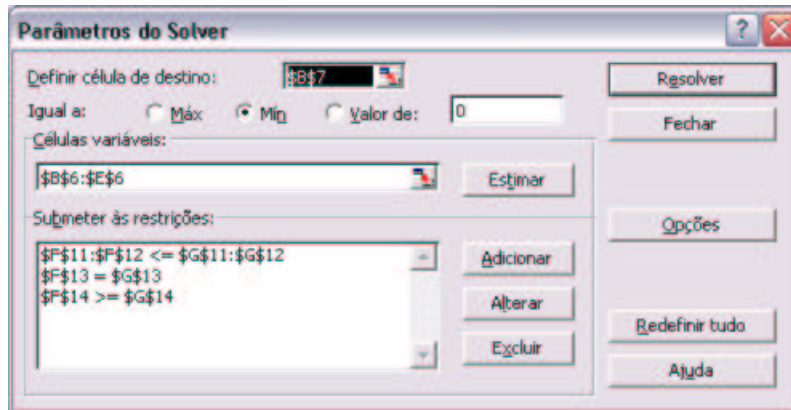 Parâmetros do Solver
Definir célula de destino: $B$7
Resolver
Igual a: Máx Mín Valor de: 0
Fechar
Células variáveis:
$B$6:$E$6
Estimar
Submeter às restrições:
Opções
$F$11:$F$12 <= $G$11:$G$12
Adicionar
$F$13 = $G$13
$F$14 >= $G$14
Alterar
Redefinir tudo
Excluir
Ajuda